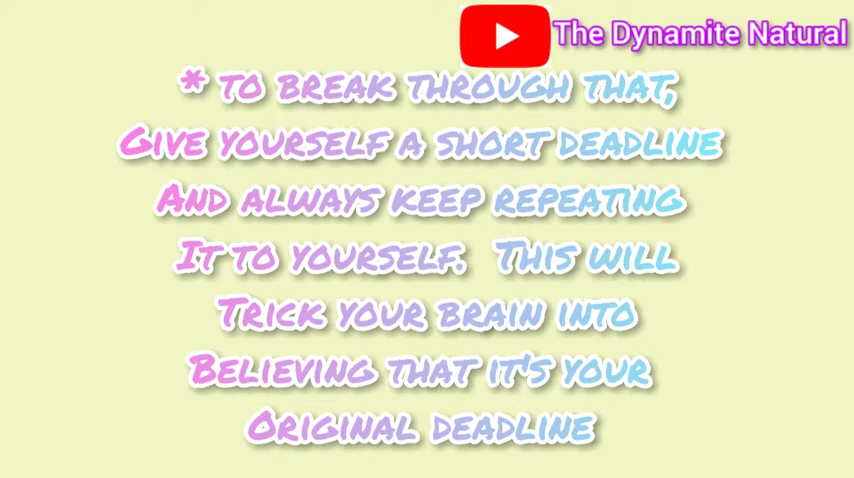 The Dynamite Natural
* TO BREAK THROUGH THAT,
GIVE YOURSELF A SHORT DEADLINE
AND ALWAYS KEEP REPEATING
IT TO YOURSELF. THIS WILL
TRICK YOUR BRAIN INTO
BELIEVING THAT IT'S YOUR
ORIGINAL DEADLINE